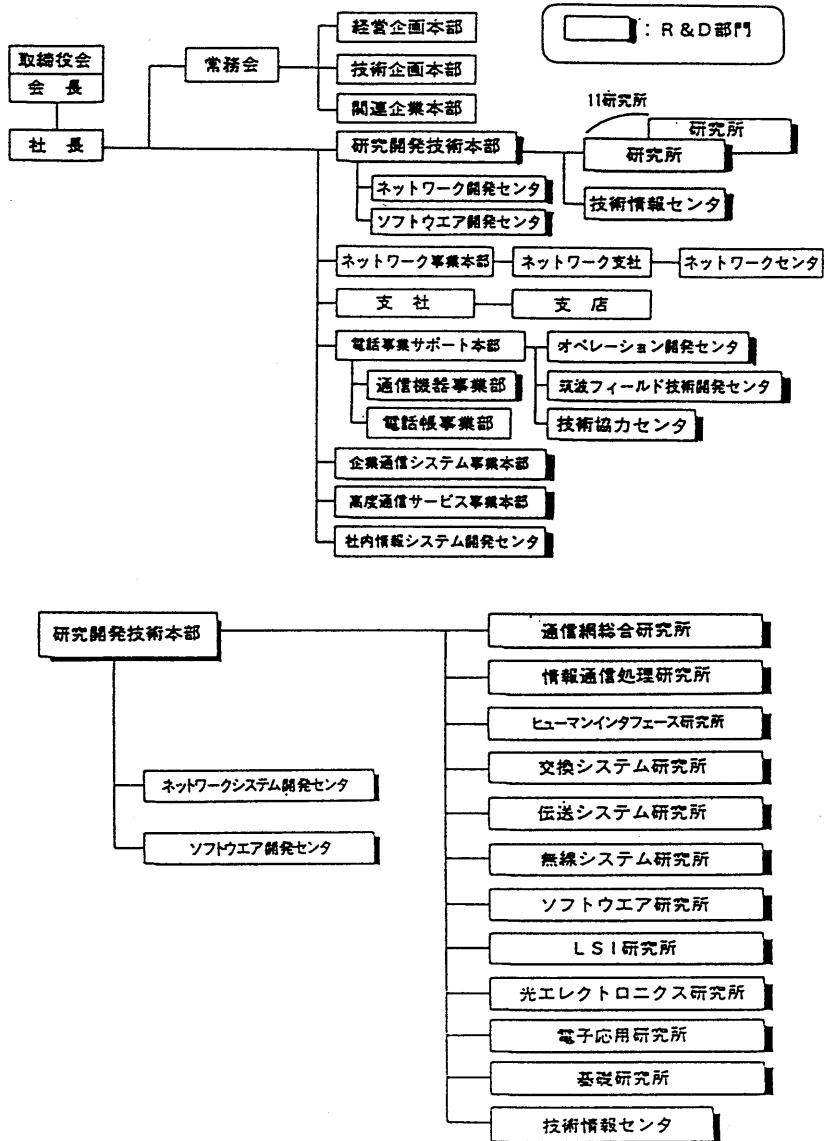 経営企画本部
：R&D部門
取締役会
常務会
技術企画本部
会長
関連企業本部
11研究所
社長
研究開発技術本部
研究所
研究所
ネットワーク開発センタ
技術情報センタ
ソフトウエア開発センタ
ネットワーク事業本部
ネットワーク支社
ネットワークセンタ
支社
支店
電話事業サポート本部
オペレーション開発センタ
通信機器事業部
筑波フィールド技術開発センタ
電話帳事業部
技術協力センタ
企業通信システム事業本部
高度通信サービス事業本部
社内情報システム開発センタ
研究開発技術本部
通信網総合研究所
情報通信処理研究所
ヒューマンインタフェース研究所
交換システム研究所
ネットワークシステム開発センタ
伝送システム研究所
ソフトウエア開発センタ
無線システム研究所
ソフトウエア研究所
LSI研究所
光エレクトロニクス研究所
電子応用研究所
基礎研究所
技術情報センタ